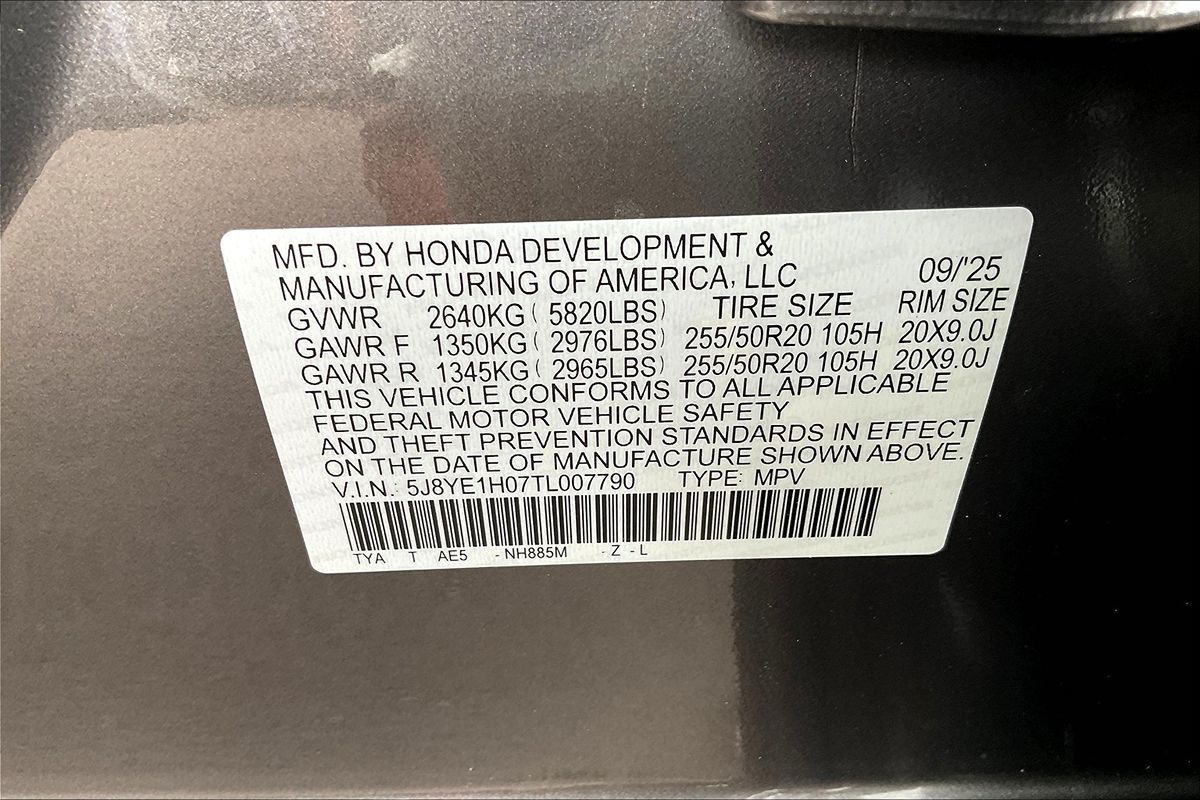 MFD. BY HONDA DEVELOPMENT &
MANUFACTURING OF AMERICA, LLC 09/'25
GVWR 2640KG ( 5820LBS) TIRE SIZE RIM SIZE
GAWR F 1350KG ( 2976LBS) 255/50R20 105H 20X9.0J
GAWR R 1345KG ( 2965LBS) 255/50R20 105H 20X9.0J
THIS VEHICLE CONFORMS TO ALL APPLICABLE
FEDERAL MOTOR VEHICLE SAFETY
AND THEFT PREVENTION STANDARDS IN EFFECT
ON THE DATE OF MANUFACTURE SHOWN ABOVE.
V.I.N.: 5J8YE1H07TL007790 TYPE: MPV
TYA T AE5 - NH885M - Z - L